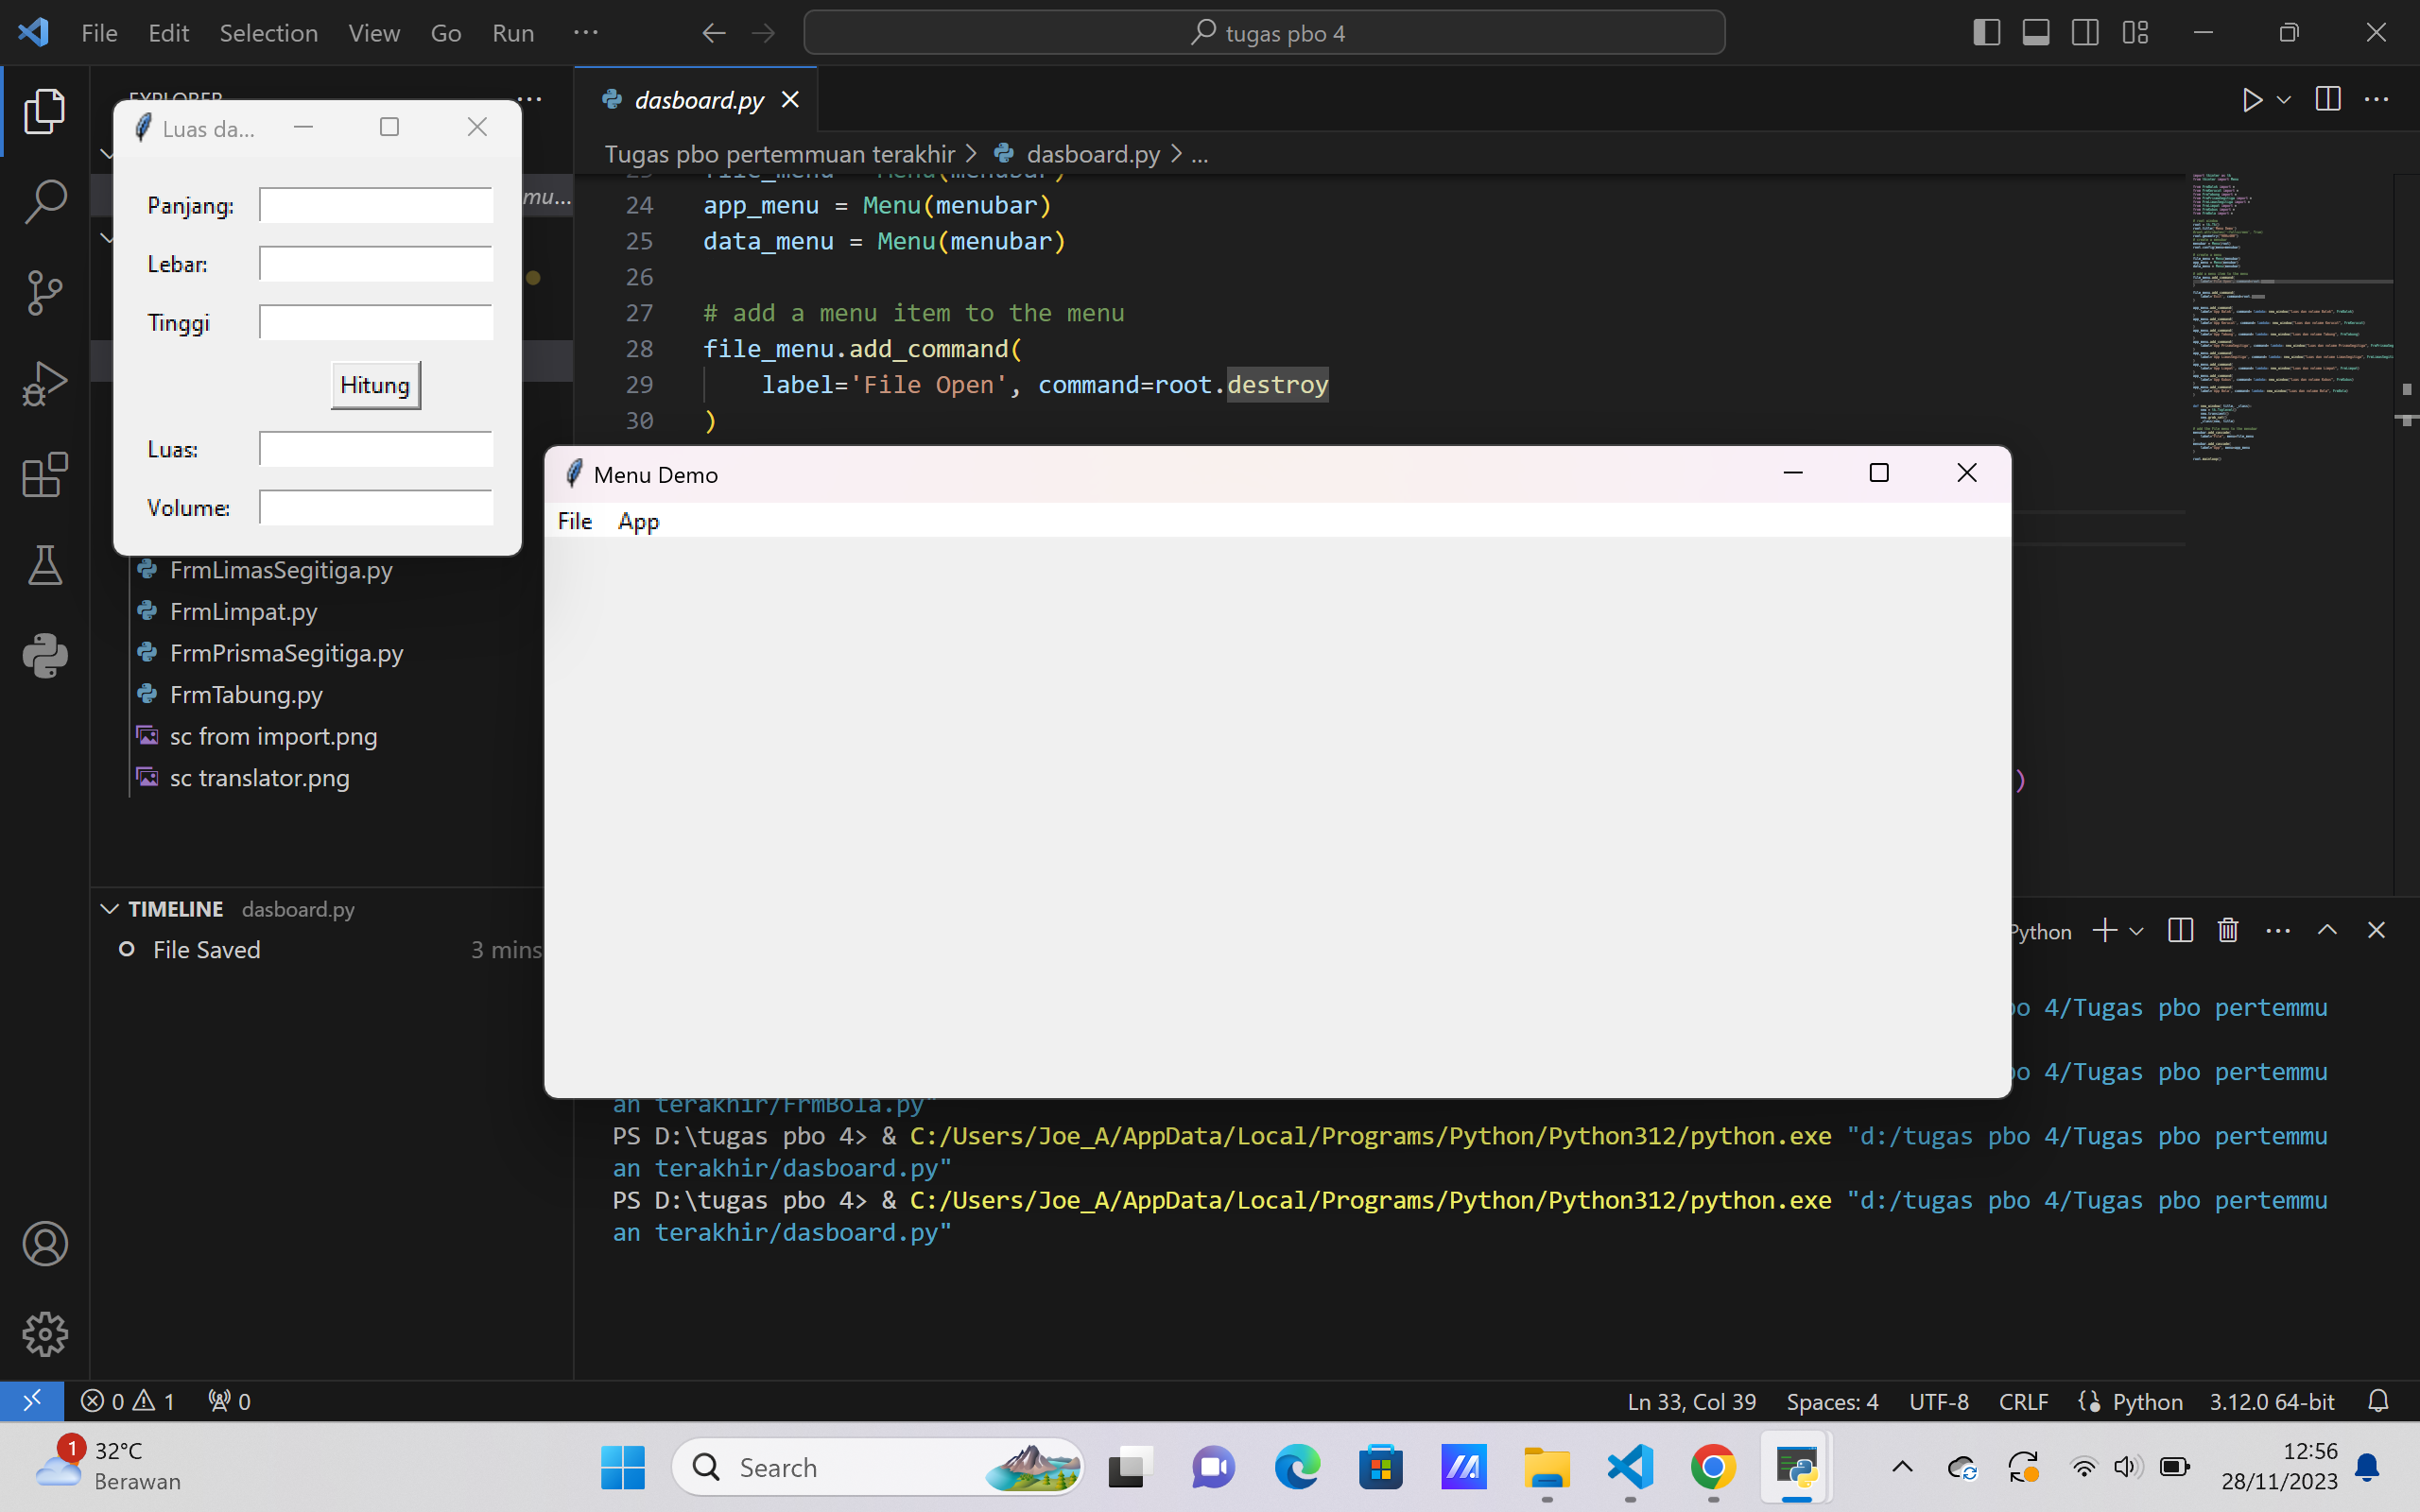 File Edit Selection View Go Run ...
tugas pbo 4
EXPLORER
dasboard.py
Tugas pbo pertemmuan terakhir > dasboard.py > ...
Luas da...
Panjang:
Lebar:
Tinggi
Hitung
Luas:
Volume:
mu...
24 app_menu = Menu(menubar)
25 data_menu = Menu(menubar)
26
27 # add a menu item to the menu
28 file_menu.add_command(
29 label='File Open', command=root.destroy
30 )
Menu Demo
File App
)
FrmLimasSegitiga.py
FrmLimpat.py
FrmPrismaSegitiga.py
FrmTabung.py
sc from import.png
sc translator.png
TIMELINE dasboard.py
File Saved 3 mins
Python
bo 4/Tugas pbo pertemmu
bo 4/Tugas pbo pertemmu
an terakhir/FrmBola.py"
PS D:\tugas pbo 4> & C:/Users/Joe_A/AppData/Local/Programs/Python/Python312/python.exe "d:/tugas pbo 4/Tugas pbo pertemmu
an terakhir/dasboard.py"
PS D:\tugas pbo 4> & C:/Users/Joe_A/AppData/Local/Programs/Python/Python312/python.exe "d:/tugas pbo 4/Tugas pbo pertemmu
an terakhir/dasboard.py"
0 1 0
Ln 33, Col 39 Spaces: 4 UTF-8 CRLF Python 3.12.0 64-bit
1
32°C
Berawan
Search
12:56
28/11/2023